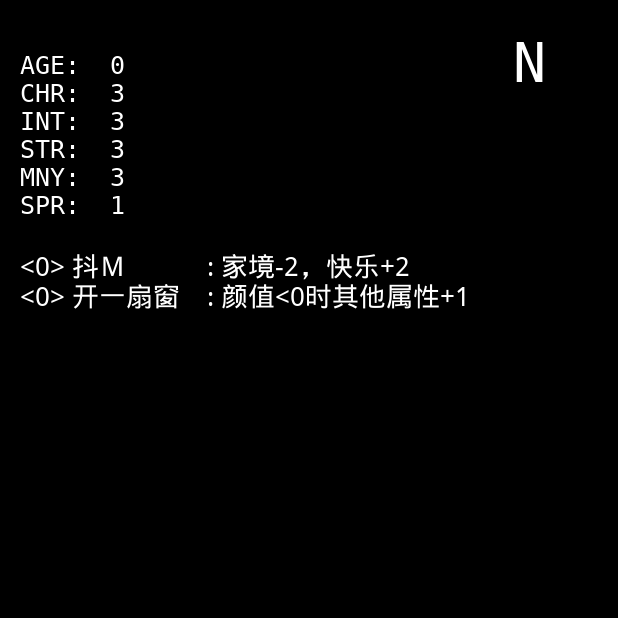 N
AGE: 0
CHR: 3
INT: 3
STR: 3
MNY: 3
SPR: 1
<0> 抖M : 家境-2，快乐+2
<0> 开一扇窗 : 颜值<0时其他属性+1